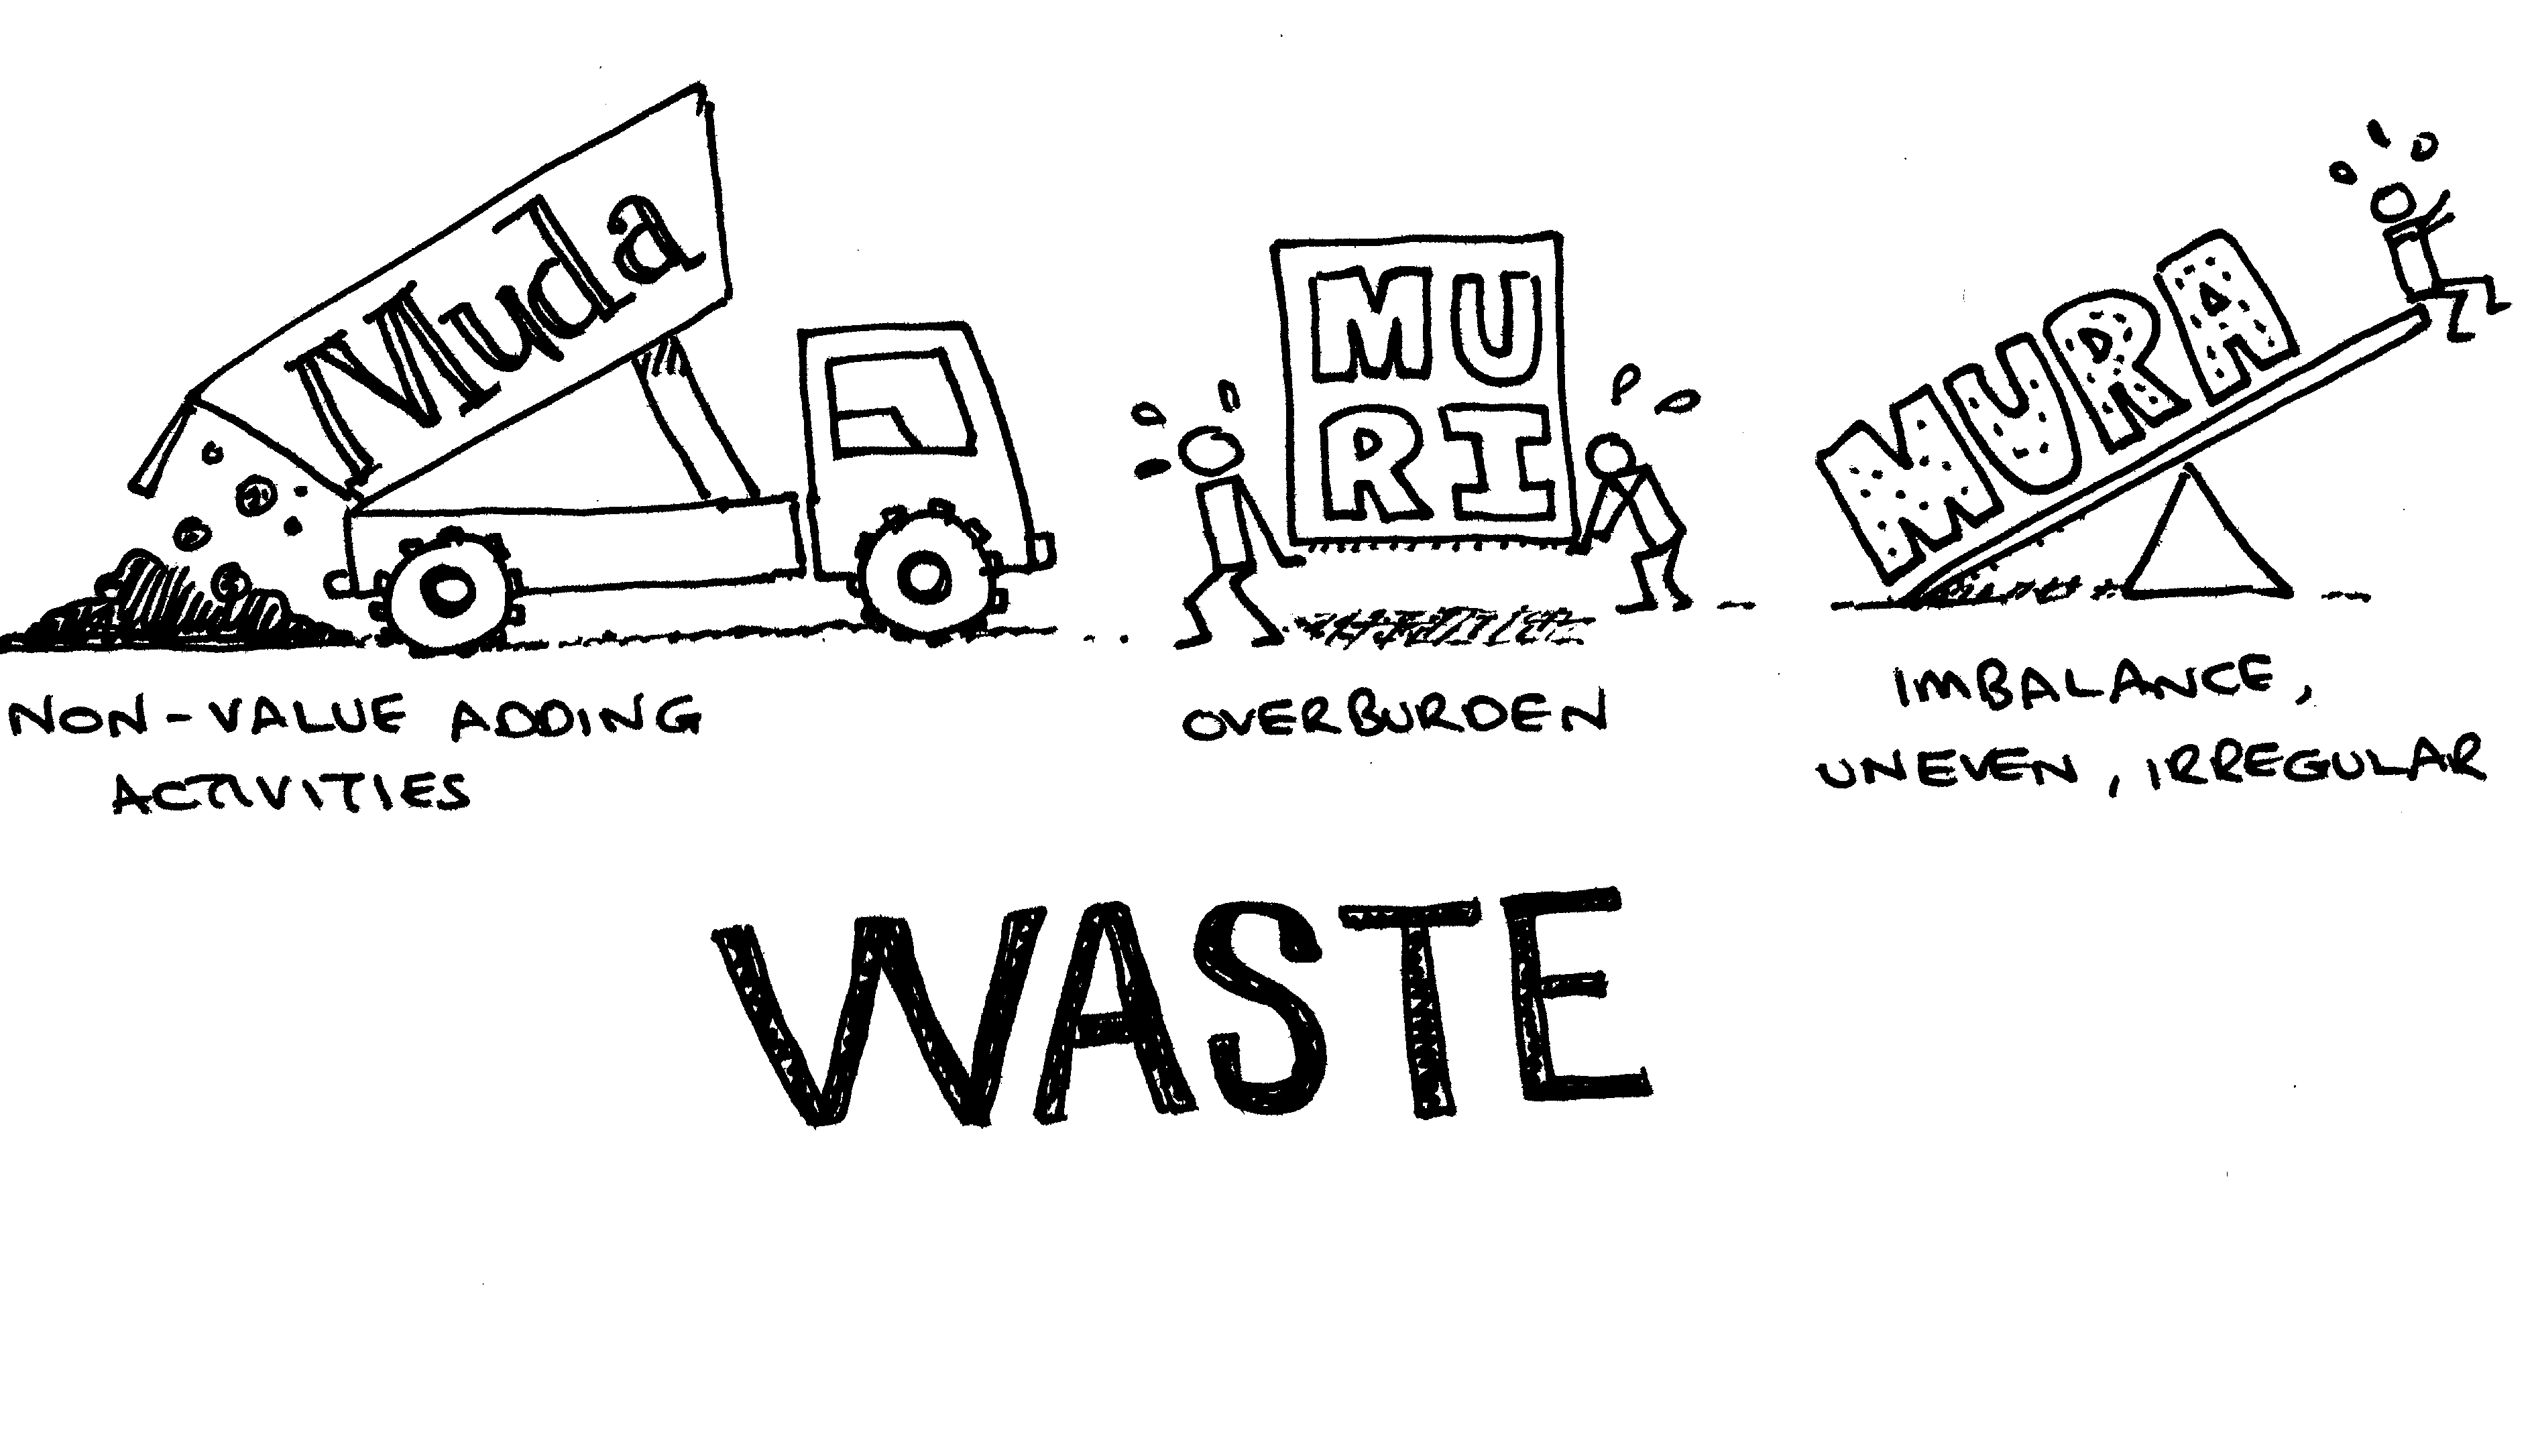 Muda
MU
RI
MURA
NON-VALUE ADDING
ACTIVITIES
OVERBURDEN
IMBALANCE,
UNEVEN, IRREGULAR
WASTE